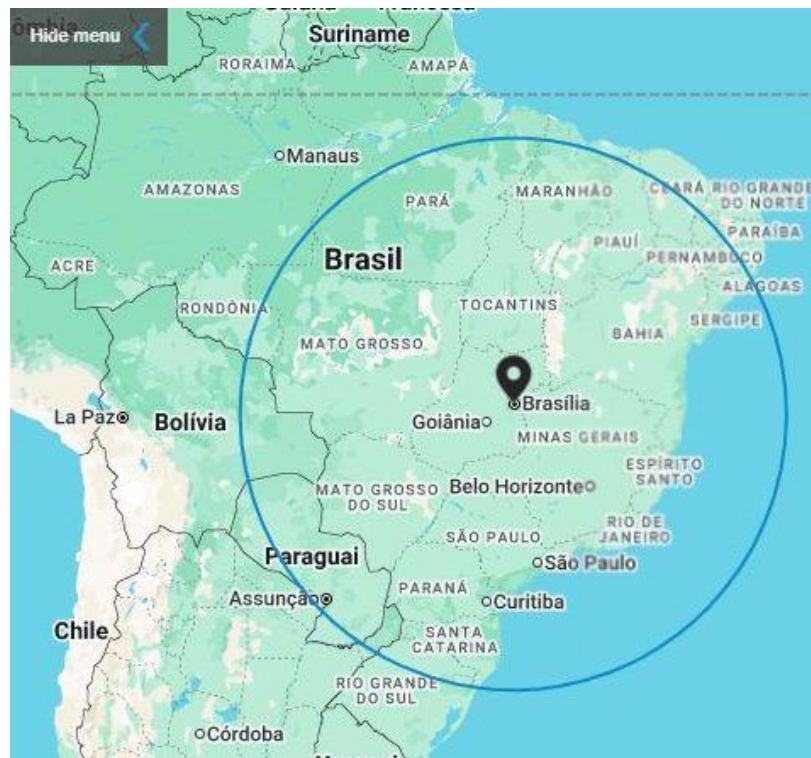 Hide menu
Suriname
RORAIMA
AMAPÁ
Manaus
AMAZONAS
PARÁ
MARANHÃO
CEARÁ
RIO GRANDE
DO NORTE
PARAÍBA
PIAUÍ
PERNAMBUCO
ACRE
Brasil
ALAGOAS
RONDÔNIA
TOCANTINS
SERGIPE
BAHIA
MATO GROSSO
La Paz
Bolívia
Brasília
Goiânia
MINAS GERAIS
ESPÍRITO
SANTO
MATO GROSSO
DO SUL
Belo Horizonte
RIO DE
JANEIRO
SÃO PAULO
Paraguai
São Paulo
Assunção
PARANÁ
Curitiba
Chile
SANTA
CATARINA
RIO GRANDE
DO SUL
Córdoba